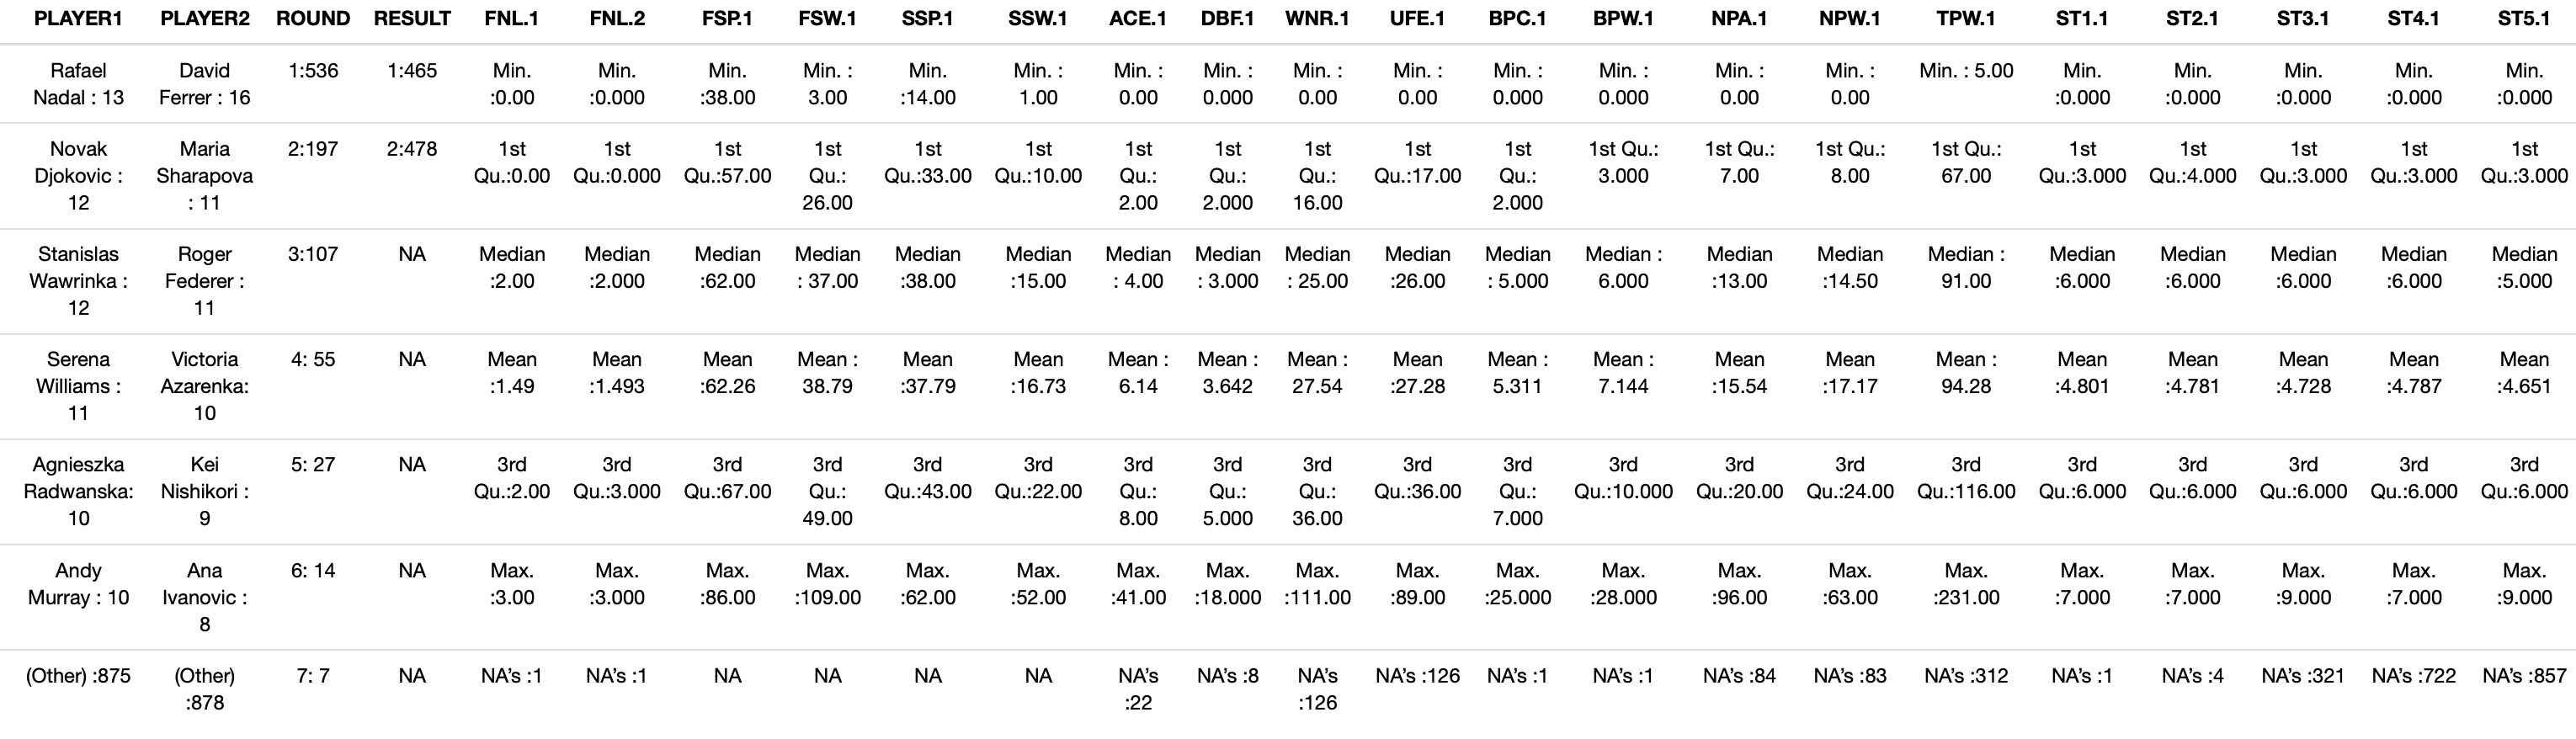 PLAYER1 PLAYER2 ROUND RESULT FNL.1 FNL.2 FSP.1 FSW.1 SSP.1 SSW.1 ACE.1 DBF.1 WNR.1 UFE.1 BPC.1 BPW.1 NPA.1 NPW.1 TPW.1 ST1.1 ST2.1 ST3.1 ST4.1 ST5.1
Rafael David 1:536 1:465 Min. Min. Min. Min. : Min. Min. : Min. : Min. : Min. : Min. : Min. : Min. : Min. : Min. : Min. : 5.00 Min. Min. Min. Min. Min.
Nadal : 13 Ferrer : 16 :0.00 :0.000 :38.00 3.00 :14.00 1.00 0.00 0.000 0.00 0.00 0.000 0.000 0.00 0.00 :0.000 :0.000 :0.000 :0.000 :0.000
Novak Maria 2:197 2:478 1st 1st 1st 1st 1st 1st 1st 1st 1st 1st 1st 1st Qu.: 1st Qu.: 1st Qu.: 1st Qu.: 1st 1st 1st 1st 1st
Djokovic : Sharapova Qu.:0.00 Qu.:0.000 Qu.:57.00 Qu.: Qu.:33.00 Qu.:10.00 Qu.: Qu.: Qu.: Qu.:17.00 Qu.: 3.000 7.00 8.00 67.00 Qu.:3.000 Qu.:4.000 Qu.:3.000 Qu.:3.000 Qu.:3.000
12 : 11 26.00 2.00 2.000 16.00 2.000
Stanislas Roger 3:107 NA Median Median Median Median Median Median Median Median Median Median Median Median : Median Median Median : Median Median Median Median Median
Wawrinka : Federer : :2.00 :2.000 :62.00 : 37.00 :38.00 :15.00 : 4.00 : 3.000 : 25.00 :26.00 : 5.000 6.000 :13.00 :14.50 91.00 :6.000 :6.000 :6.000 :6.000 :5.000
12 11
Serena Victoria 4: 55 NA Mean Mean Mean Mean : Mean Mean Mean : Mean : Mean : Mean Mean : Mean : Mean Mean Mean : Mean Mean Mean Mean Mean
Williams : Azarenka: :1.49 :1.493 :62.26 38.79 :37.79 :16.73 6.14 3.642 27.54 :27.28 5.311 7.144 :15.54 :17.17 94.28 :4.801 :4.781 :4.728 :4.787 :4.651
11 10
Agnieszka Kei 5: 27 NA 3rd 3rd 3rd 3rd 3rd 3rd 3rd 3rd 3rd 3rd 3rd 3rd 3rd 3rd 3rd 3rd 3rd 3rd 3rd 3rd
Radwanska: Nishikori : Qu.:2.00 Qu.:3.000 Qu.:67.00 Qu.: Qu.:43.00 Qu.:22.00 Qu.: Qu.: Qu.: Qu.:36.00 Qu.: Qu.:10.000 Qu.:20.00 Qu.:24.00 Qu.:116.00 Qu.:6.000 Qu.:6.000 Qu.:6.000 Qu.:6.000 Qu.:6.000
10 9 49.00 8.00 5.000 36.00 7.000
Andy Ana 6: 14 NA Max. Max. Max. Max. Max. Max. Max. Max. Max. Max. Max. Max. Max. Max. Max. Max. Max. Max. Max. Max.
Murray : 10 Ivanovic : :3.00 :3.000 :86.00 :109.00 :62.00 :52.00 :41.00 :18.000 :111.00 :89.00 :25.000 :28.000 :96.00 :63.00 :231.00 :7.000 :7.000 :9.000 :7.000 :9.000
8
(Other) :875 (Other) 7: 7 NA NA’s :1 NA’s :1 NA NA NA NA NA’s NA’s :8 NA’s NA’s :126 NA’s :1 NA’s :1 NA’s :84 NA’s :83 NA’s :312 NA’s :1 NA’s :4 NA’s :321 NA’s :722 NA’s :857
:878 :22 :126